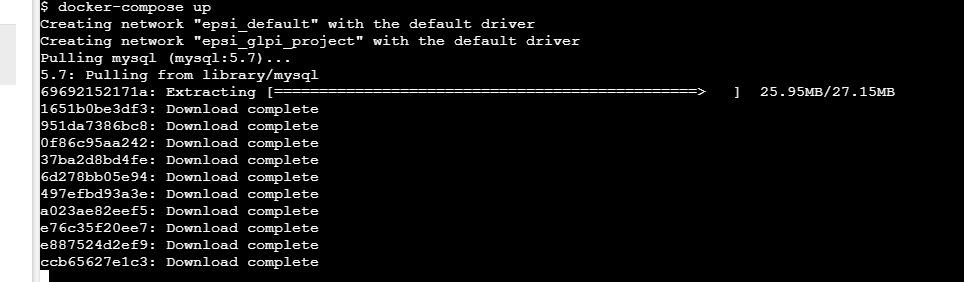 $ docker-compose up
Creating network "epsi_default" with the default driver
Creating network "epsi_glpi_project" with the default driver
Pulling mysql (mysql:5.7)...
5.7: Pulling from library/mysql
69692152171a: Extracting [===============================================>   ]  25.95MB/27.15MB
1651b0be3df3: Download complete
951da7386bc8: Download complete
0f86c95aa242: Download complete
37ba2d8bd4fe: Download complete
6d278bb05e94: Download complete
497efbd93a3e: Download complete
a023ae82eef5: Download complete
e76c35f20ee7: Download complete
e887524d2ef9: Download complete
ccb65627e1c3: Download complete